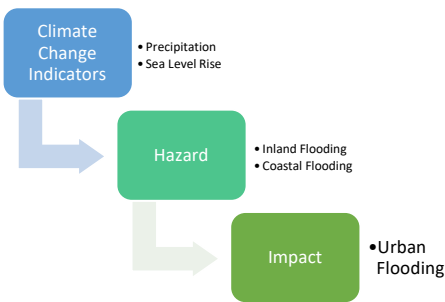 Climate
Change
Indicators
• Precipitation
• Sea Level Rise
Hazard
• Inland Flooding
• Coastal Flooding
Impact
• Urban
Flooding